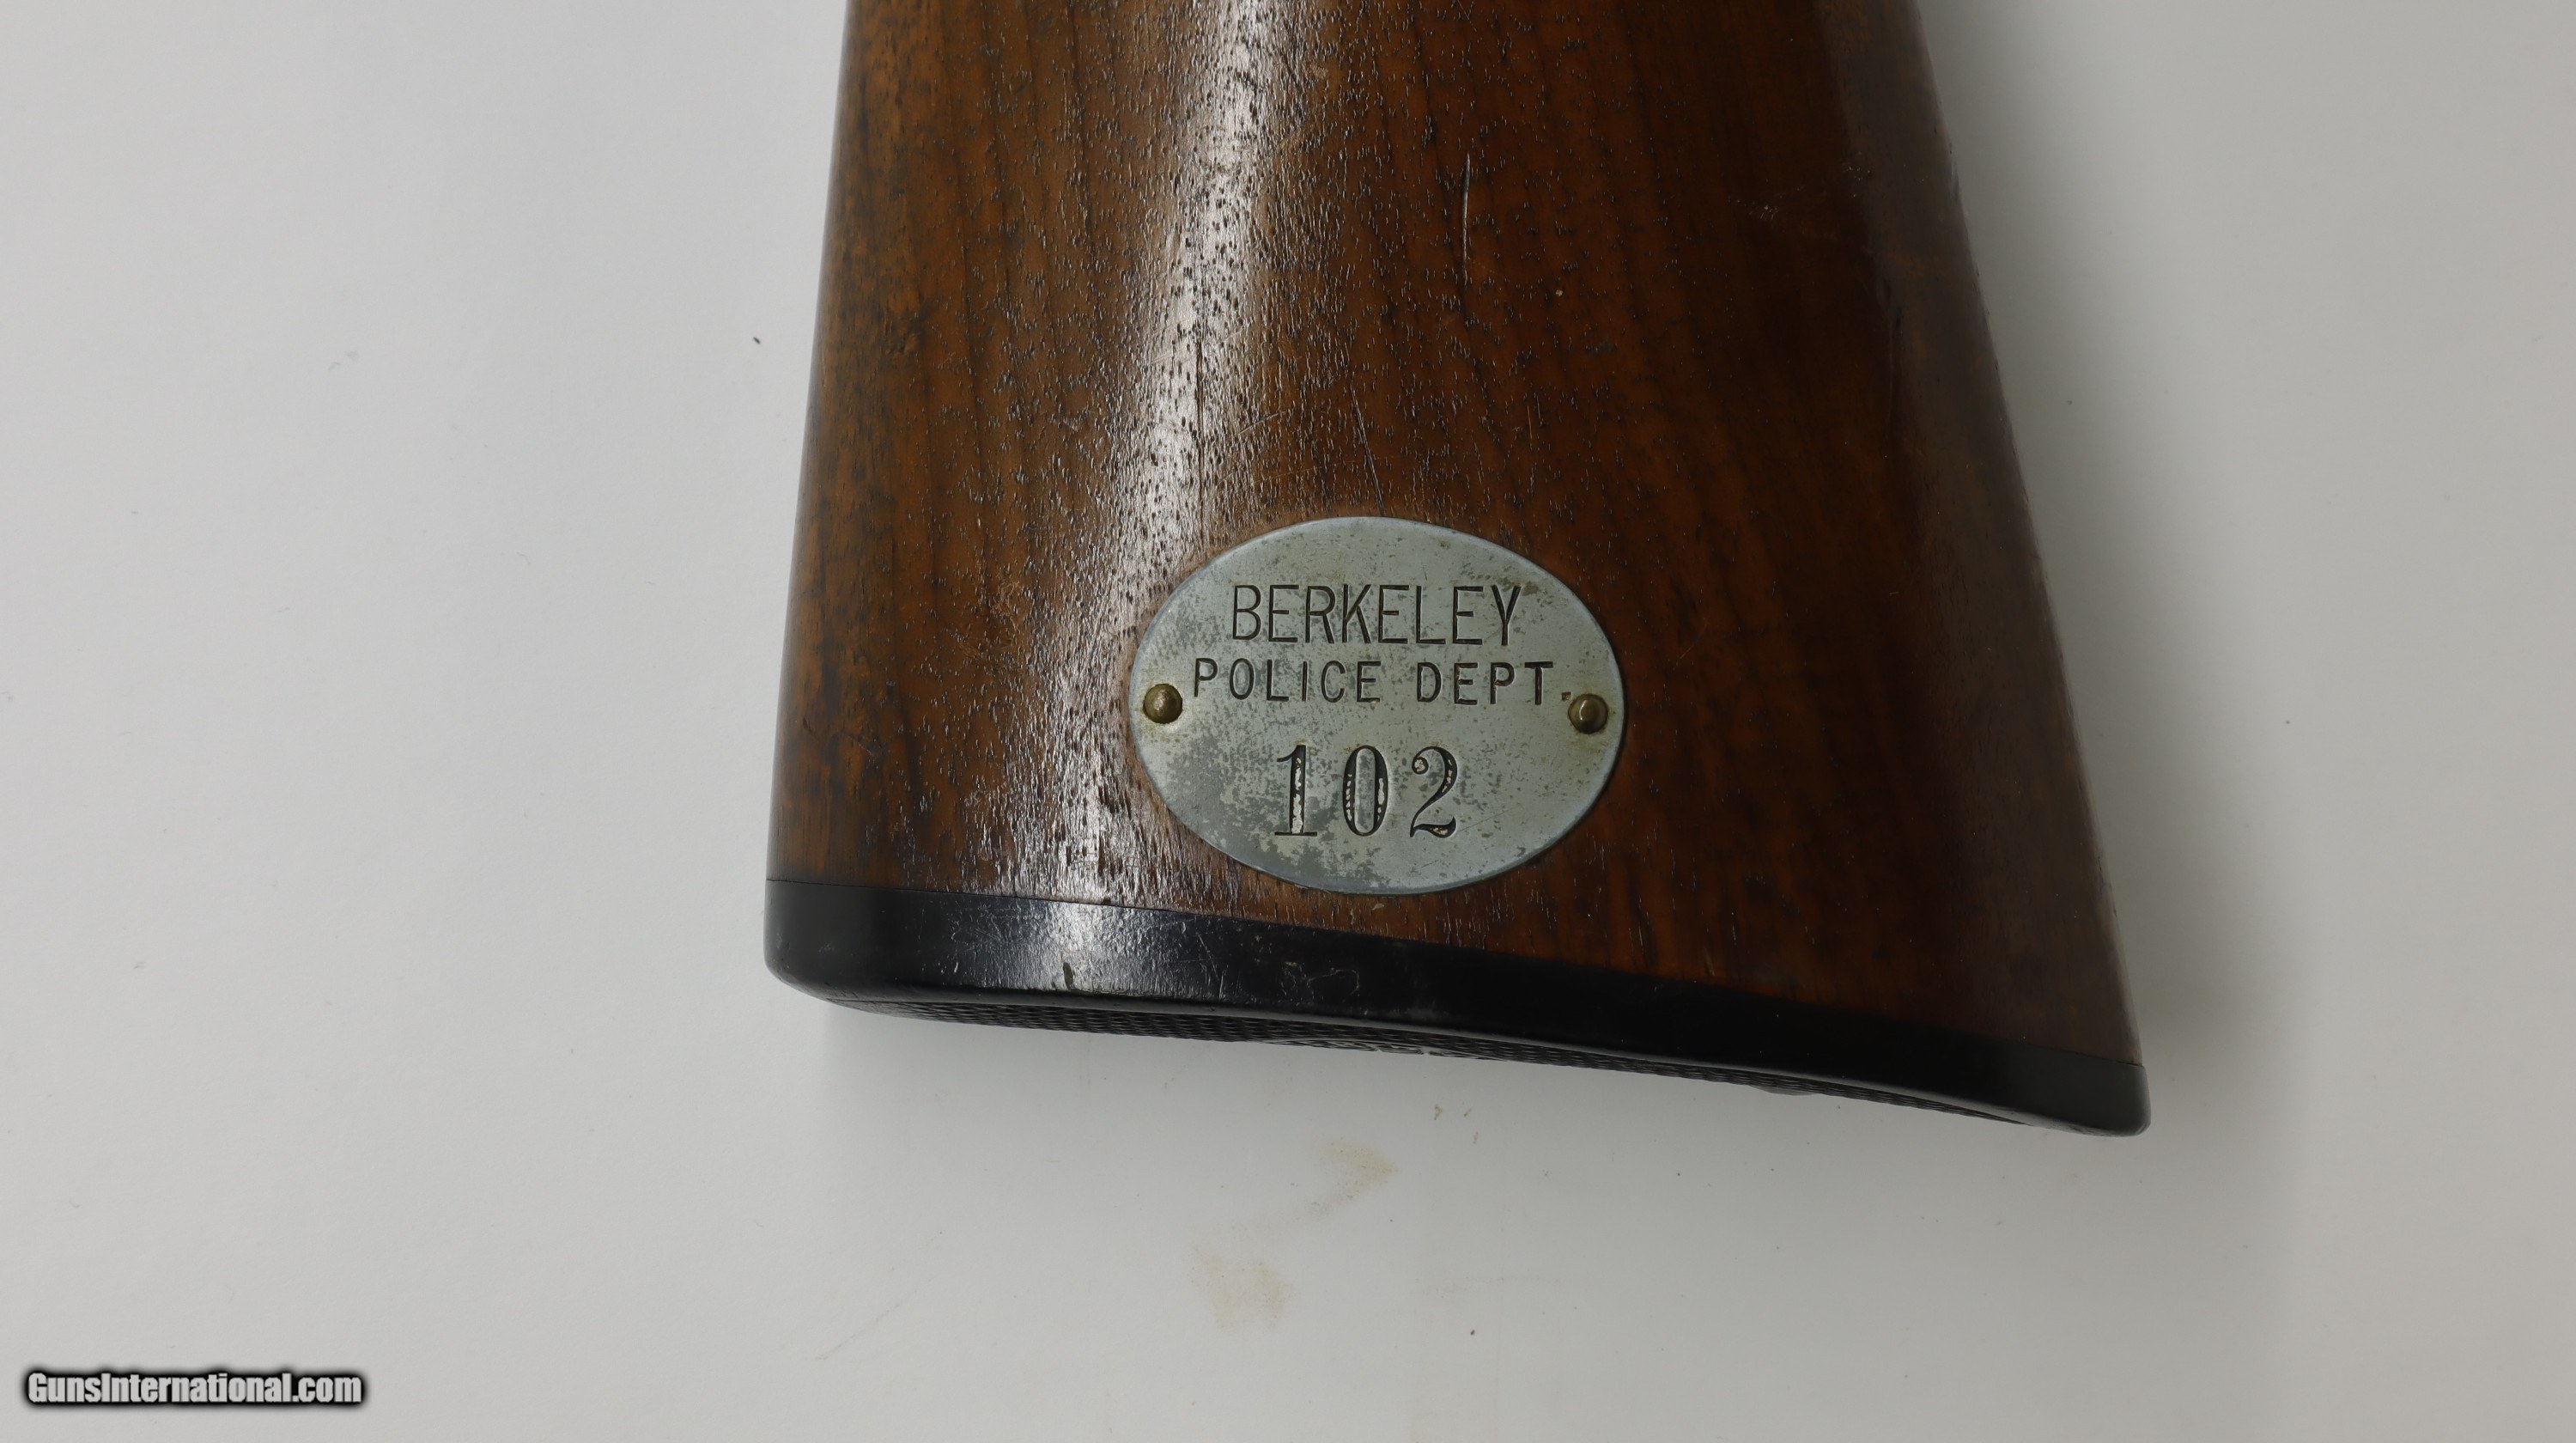 BERKELEY
POLICE DEPT.
102
GunsInternational.com